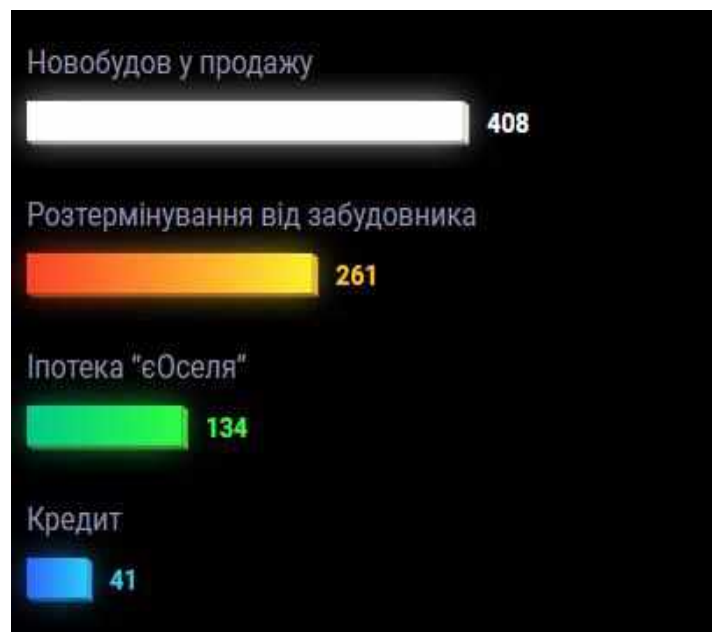 Новобудов у продажу
408
Розтермінування від забудовника
261
Іпотека “єОселя”
134
Кредит
41